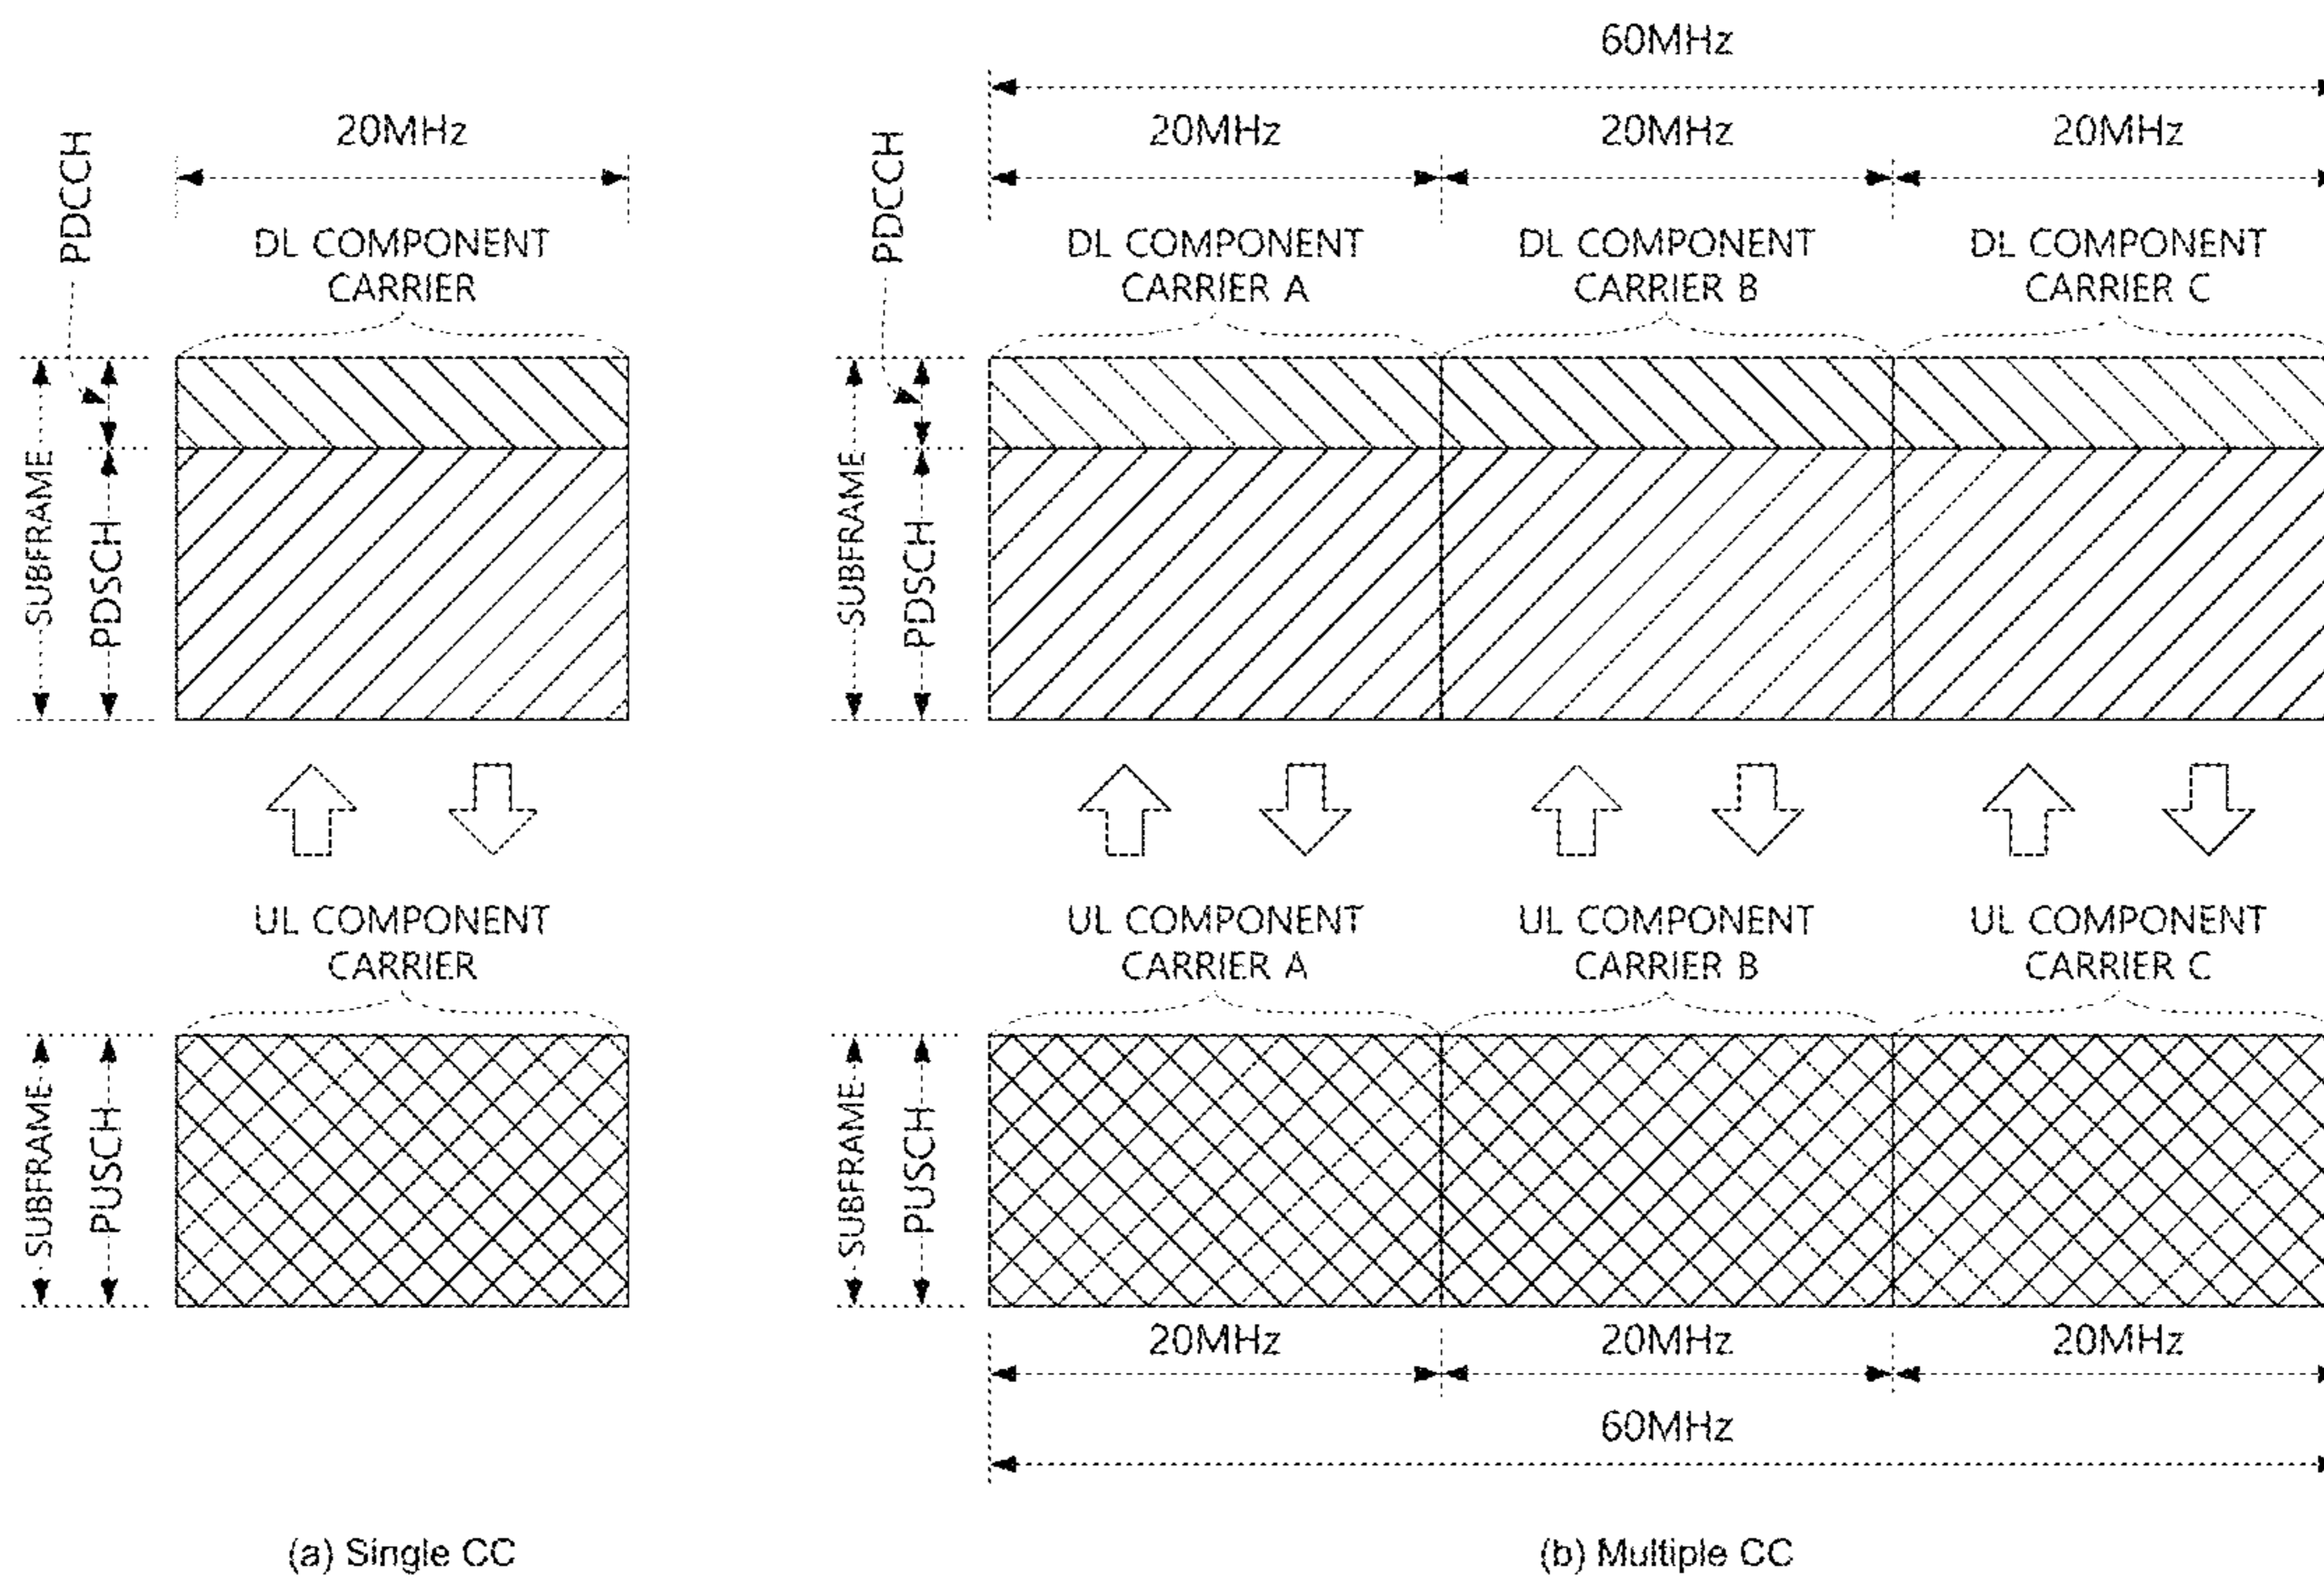 60MHz
20MHz
20MHz
20MHz
20MHz
PDCCH
PDCCH
DL COMPONENT
CARRIER
DL COMPONENT
CARRIER A
DL COMPONENT
CARRIER B
DL COMPONENT
CARRIER C
SUBFRAME
PDSCH
SUBFRAME
PDSCH
UL COMPONENT
CARRIER
UL COMPONENT
CARRIER A
UL COMPONENT
CARRIER B
UL COMPONENT
CARRIER C
SUBFRAME
PUSCH
SUBFRAME
PUSCH
20MHz
20MHz
20MHz
60MHz
(a) Single CC
(b) Multiple CC